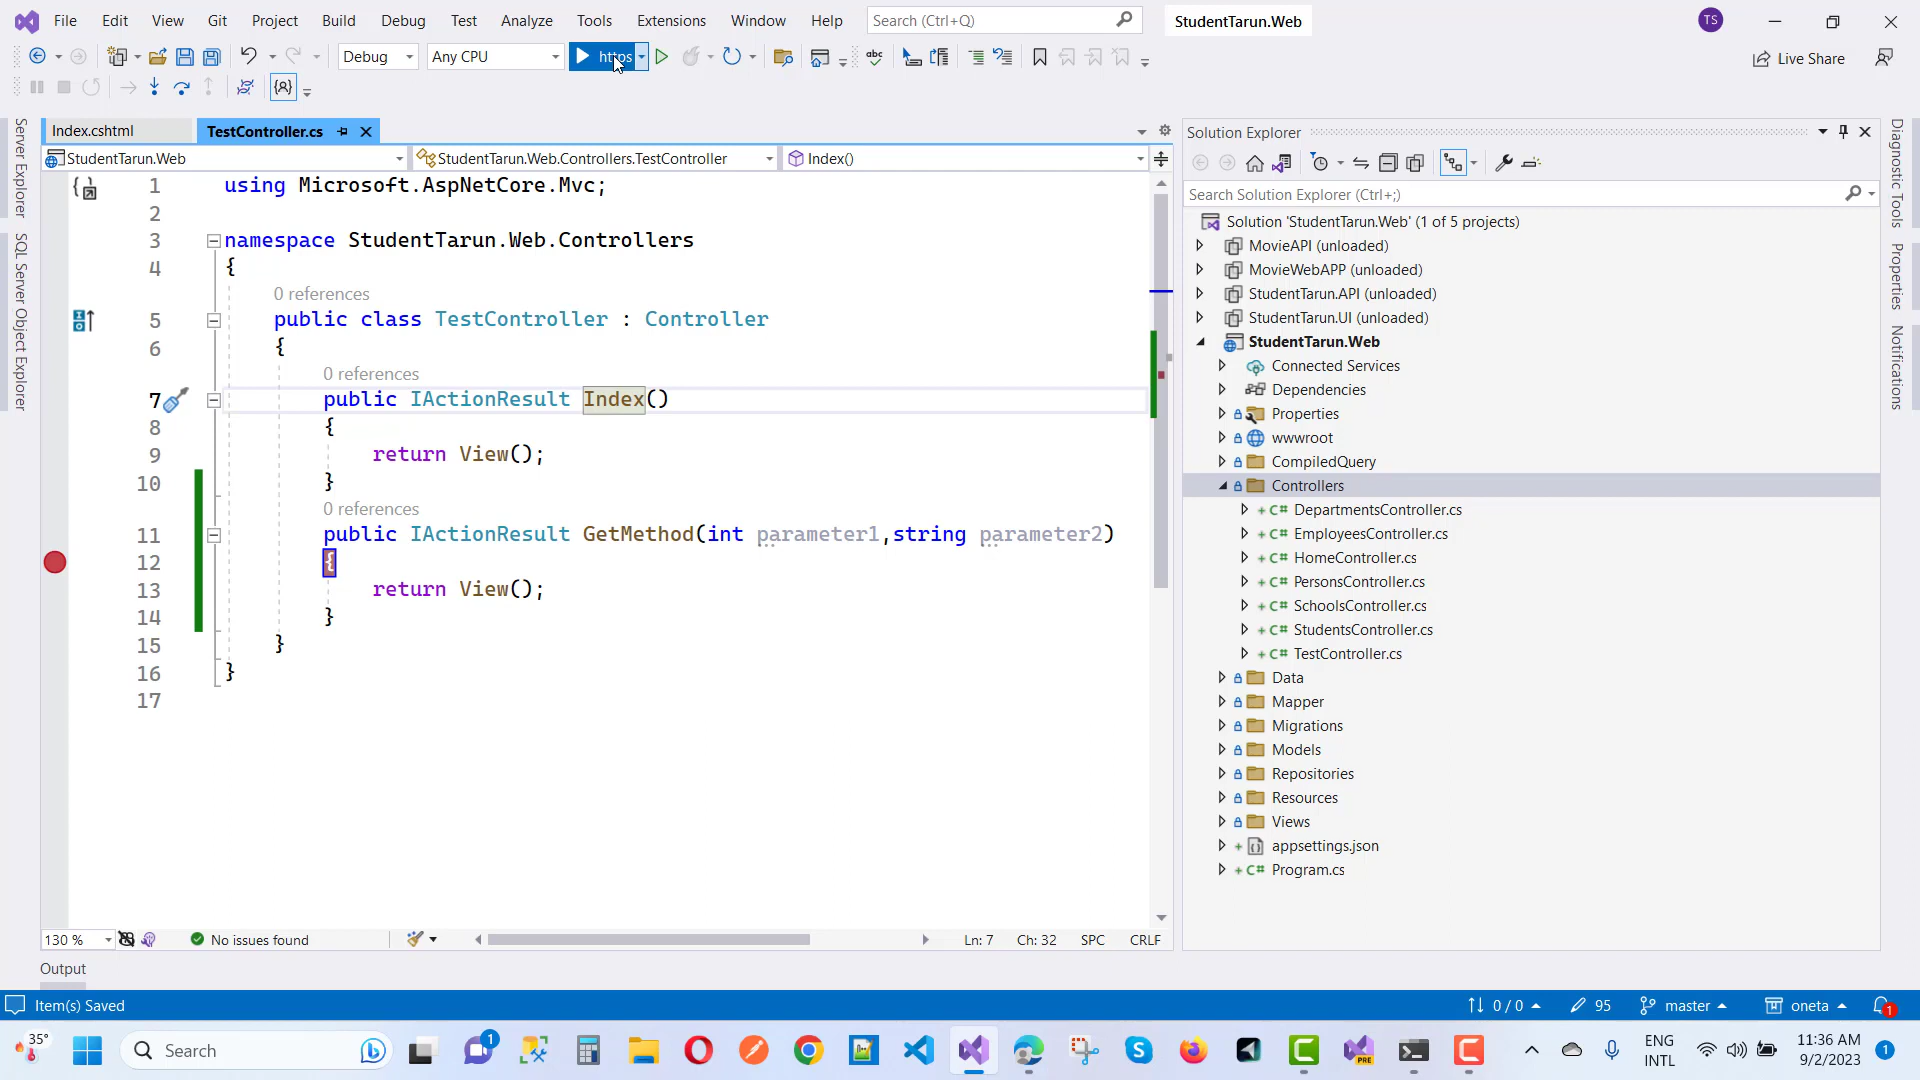 File Edit View Git Project Build Debug Test Analyze Tools Extensions Window Help Search (Ctrl+Q) StudentTarun.Web TS
Debug Any CPU https abc Live Share
Server Explorer
SQL Server Object Explorer
Index.cshtml TestController.cs
StudentTarun.Web StudentTarun.Web.Controllers.TestController Index()
1 using Microsoft.AspNetCore.Mvc;
2
3 namespace StudentTarun.Web.Controllers
4 {
0 references
5 public class TestController : Controller
6 {
0 references
7 public IActionResult Index()
8 {
9 return View();
10 }
0 references
11 public IActionResult GetMethod(int parameter1,string parameter2)
12 {
13 return View();
14 }
15 }
16 }
17
130 % No issues found Ln: 7 Ch: 32 SPC CRLF
Output
Solution Explorer
Search Solution Explorer (Ctrl+;)
Solution 'StudentTarun.Web' (1 of 5 projects)
MovieAPI (unloaded)
MovieWebAPP (unloaded)
StudentTarun.API (unloaded)
StudentTarun.UI (unloaded)
StudentTarun.Web
Connected Services
Dependencies
Properties
wwwroot
CompiledQuery
Controllers
C# DepartmentsController.cs
C# EmployeesController.cs
C# HomeController.cs
C# PersonsController.cs
C# SchoolsController.cs
C# StudentsController.cs
C# TestController.cs
Data
Mapper
Migrations
Models
Repositories
Resources
Views
appsettings.json
C# Program.cs
Diagnostic Tools
Properties
Notifications
Item(s) Saved 0 / 0 95 master oneta 1
35° Search 1 PRE ENG INTL 11:36 AM 9/2/2023 1